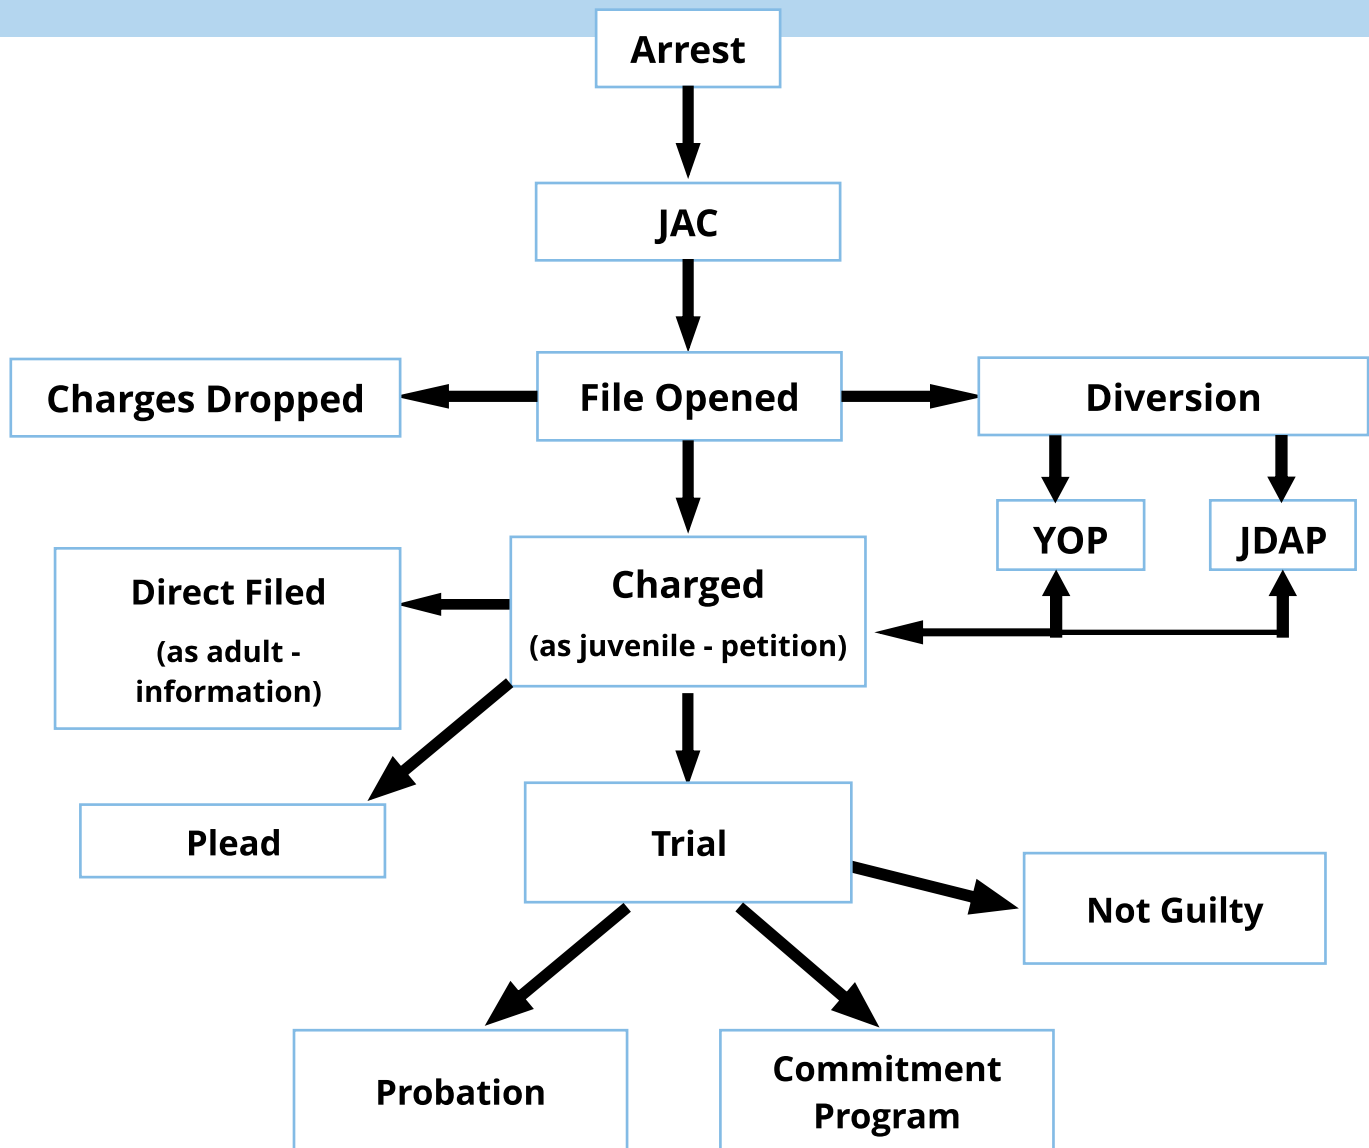 Arrest
JAC
Charges Dropped
File Opened
Diversion
YOP
JDAP
Direct Filed
(as adult -
information)
Charged
(as juvenile - petition)
Plead
Trial
Not Guilty
Probation
Commitment
Program